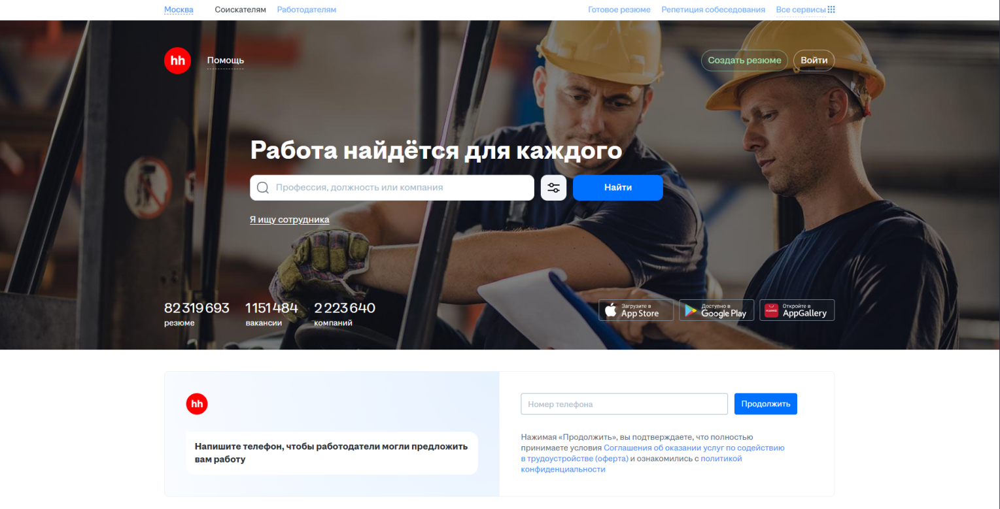 Москва Соискателям Работодателям Готовое резюме Репетиция собеседования Все сервисы
hh Помощь Создать резюме Войти
Работа найдётся для каждого
Профессия, должность или компания Найти
Я ищу сотрудника
82 319 693 1 151 484 2 223 640
резюме вакансии компаний
Загрузите в
App Store
Доступно в
Google Play
HUAWEI
Откройте в
AppGallery
hh
Напишите телефон, чтобы работодатели могли предложить
вам работу
Номер телефона Продолжить
Нажимая «Продолжить», вы подтверждаете, что полностью
принимаете условия Соглашения об оказании услуг по содействию
в трудоустройстве (оферта) и ознакомились с политикой
конфиденциальности